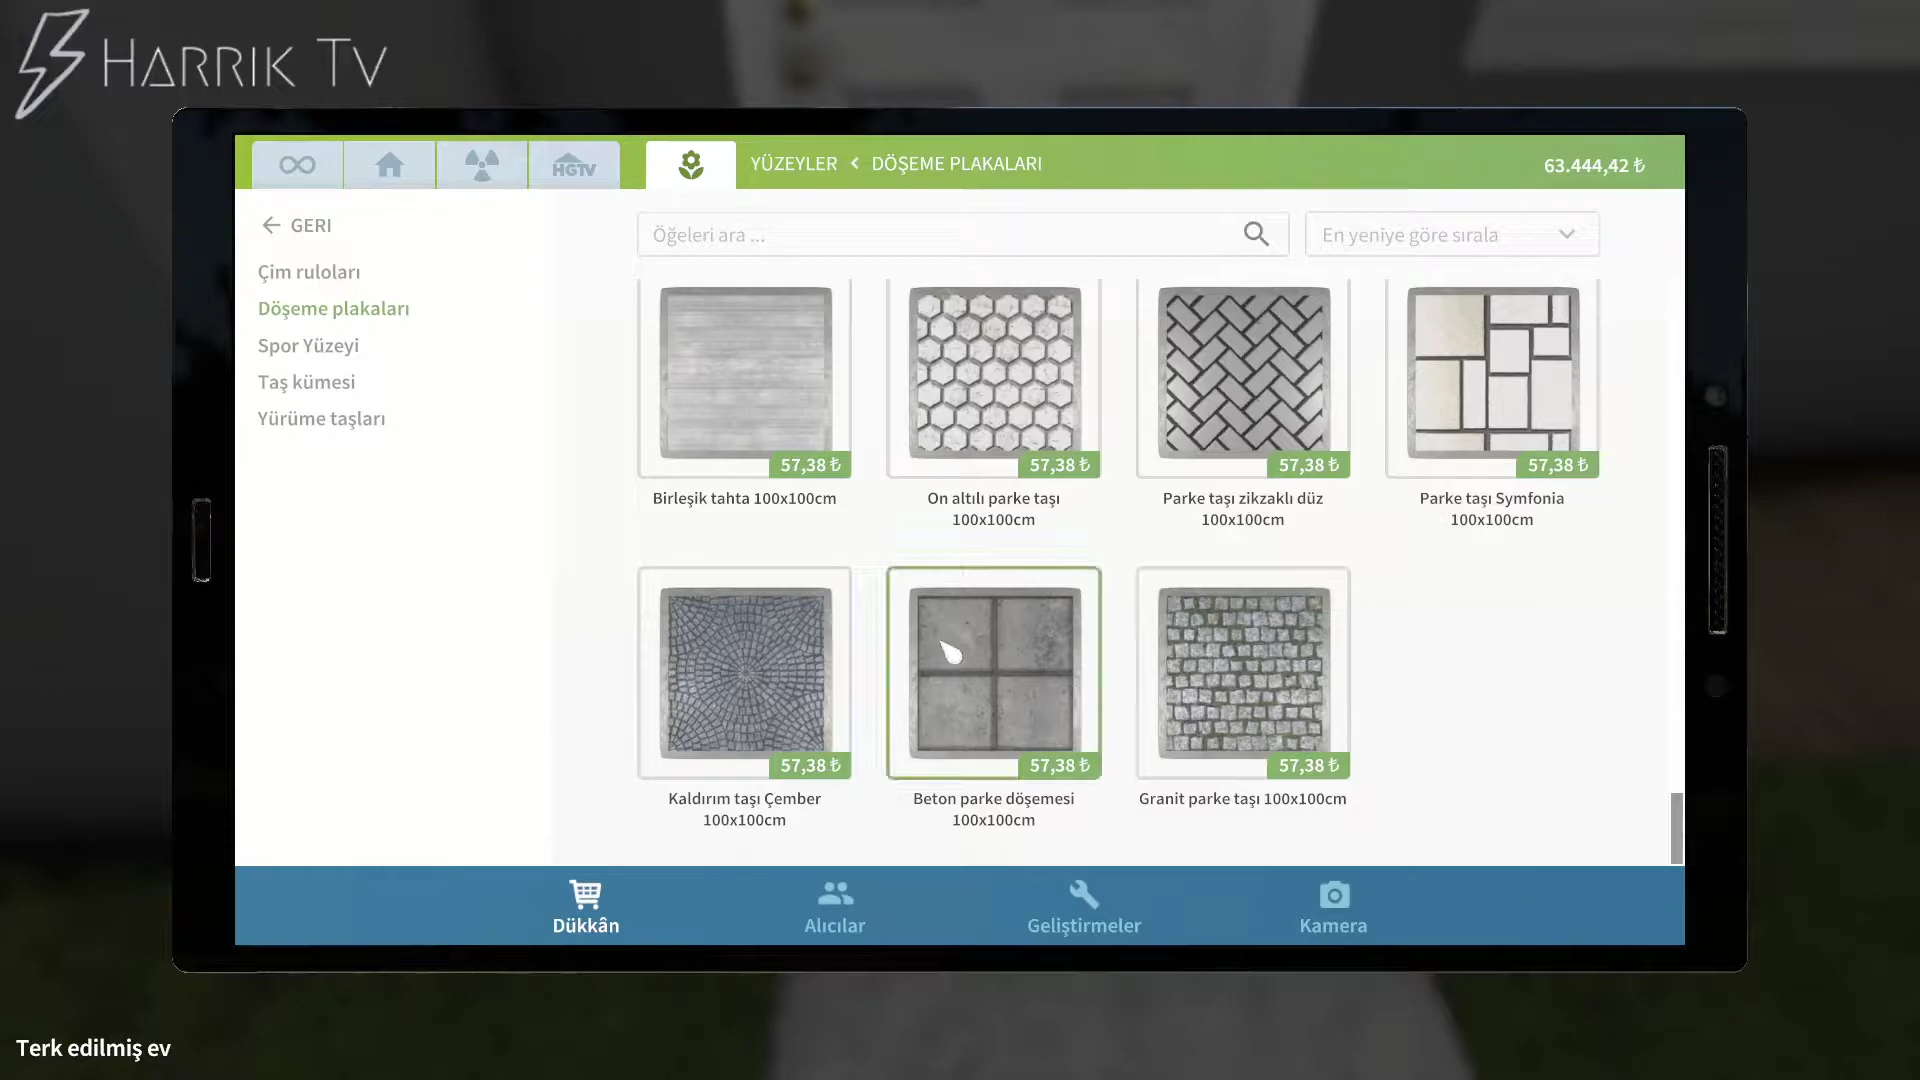 HARRIK TV
HGTV
YÜZEYLER < DÖŞEME PLAKALARI
63.444,42 ₺
GERI
Çim ruloları
Döşeme plakaları
Spor Yüzeyi
Taş kümesi
Yürüme taşları
Öğeleri ara ...
En yeniye göre sırala
57,38 ₺
57,38 ₺
57,38 ₺
57,38 ₺
Birleşik tahta 100x100cm
On altılı parke taşı
100x100cm
Parke taşı zikzaklı düz
100x100cm
Parke taşı Symfonia
100x100cm
57,38 ₺
57,38 ₺
57,38 ₺
Kaldırım taşı Çember
100x100cm
Beton parke döşemesi
100x100cm
Granit parke taşı 100x100cm
Dükkân
Alıcılar
Geliştirmeler
Kamera
Terk edilmiş ev